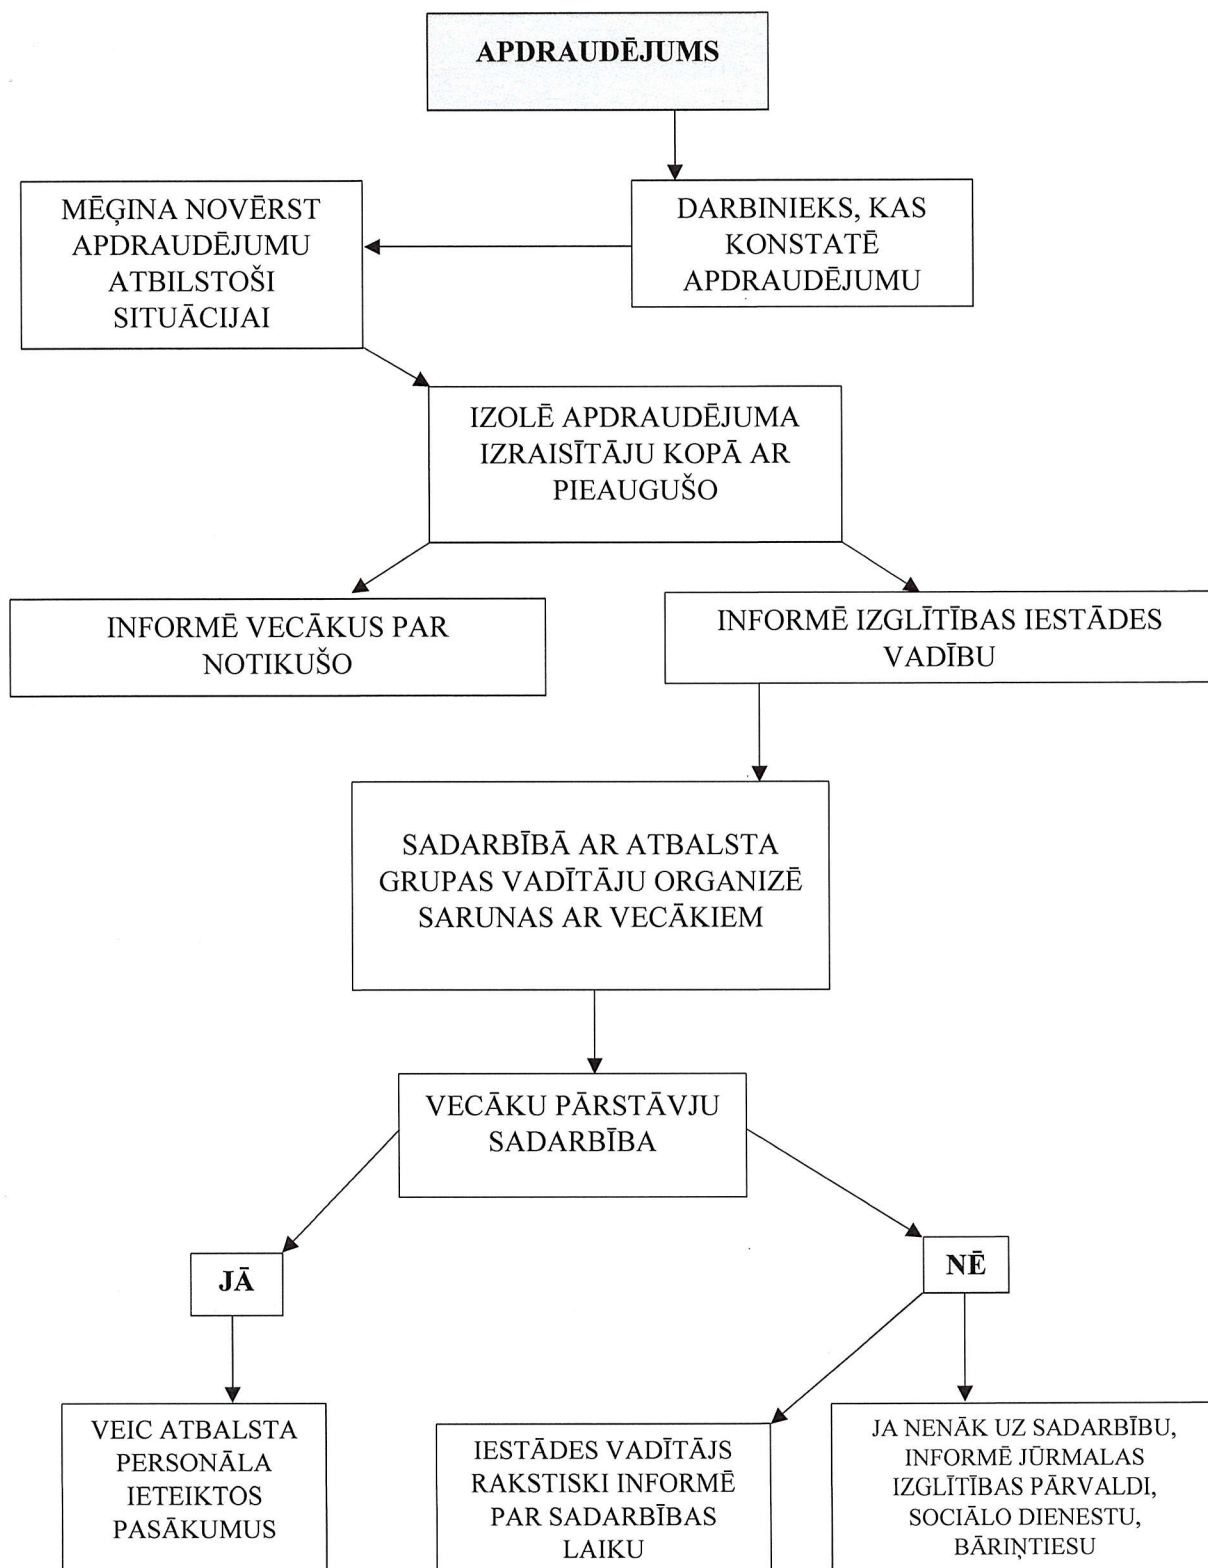 APDRAUDĒJUMS
DARBINIEKS, KAS
KONSTATĒ
APDRAUDĒJUMU
MĒĢINA NOVĒRST
APDRAUDĒJUMU
ATBILSTOŠI
SITUĀCIJAI
IZOLĒ APDRAUDĒJUMA
IZRAISĪTĀJU KOPĀ AR
PIEAUGUŠO
INFORMĒ VECĀKUS PAR
NOTIKUŠO
INFORMĒ IZGLĪTĪBAS IESTĀDES
VADĪBU
SADARBĪBĀ AR ATBALSTA
GRUPAS VADĪTĀJU ORGANIZĒ
SARUNAS AR VECĀKIEM
VECĀKU PĀRSTĀVJU
SADARBĪBA
JĀ
NĒ
VEIC ATBALSTA
PERSONĀLA
IETEIKTOS
PASĀKUMUS
IESTĀDES VADĪTĀJS
RAKSTISKI INFORMĒ
PAR SADARBĪBAS
LAIKU
JA NENĀK UZ SADARBĪBU,
INFORMĒ JŪRMALAS
IZGLĪTĪBAS PĀRVALDI,
SOCIĀLO DIENESTU,
BĀRIŅTIESU